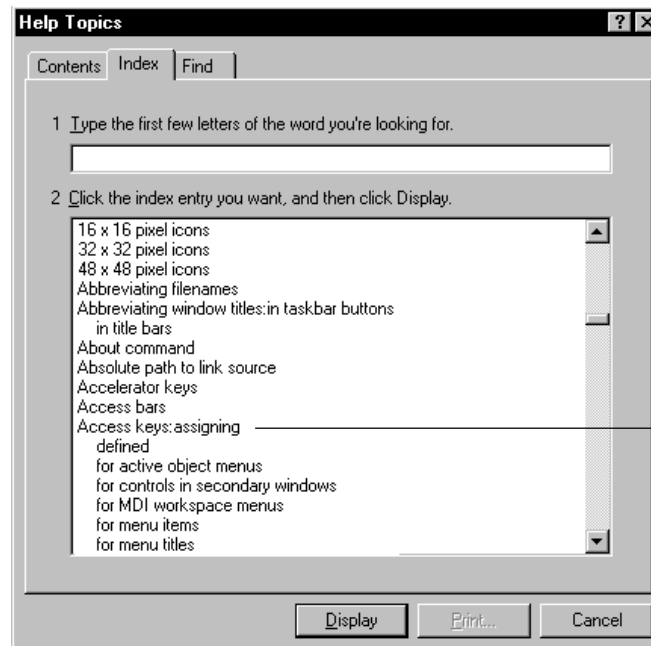 Help Topics ? X
Contents Index Find
1 Type the first few letters of the word you're looking for.
2 Click the index entry you want, and then click Display.
16 x 16 pixel icons
32 x 32 pixel icons
48 x 48 pixel icons
Abbreviating filenames
Abbreviating window titles:in taskbar buttons
in title bars
About command
Absolute path to link source
Accelerator keys
Access bars
Access keys:assigning
defined
for active object menus
for controls in secondary windows
for MDI workspace menus
for menu items
for menu titles
Display Print... Cancel